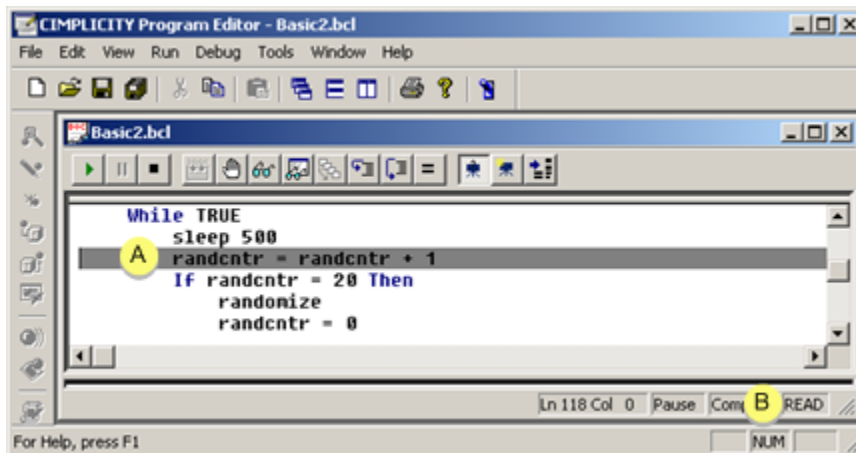 CIMPLICITY Program Editor - Basic2.bcl
File Edit View Run Debug Tools Window Help
Basic2.bcl
While TRUE
sleep 500
A
randcntr = randcntr + 1
If randcntr = 20 Then
randomize
randcntr = 0
Ln 118 Col 0 Pause B READ
For Help, press F1 NUM